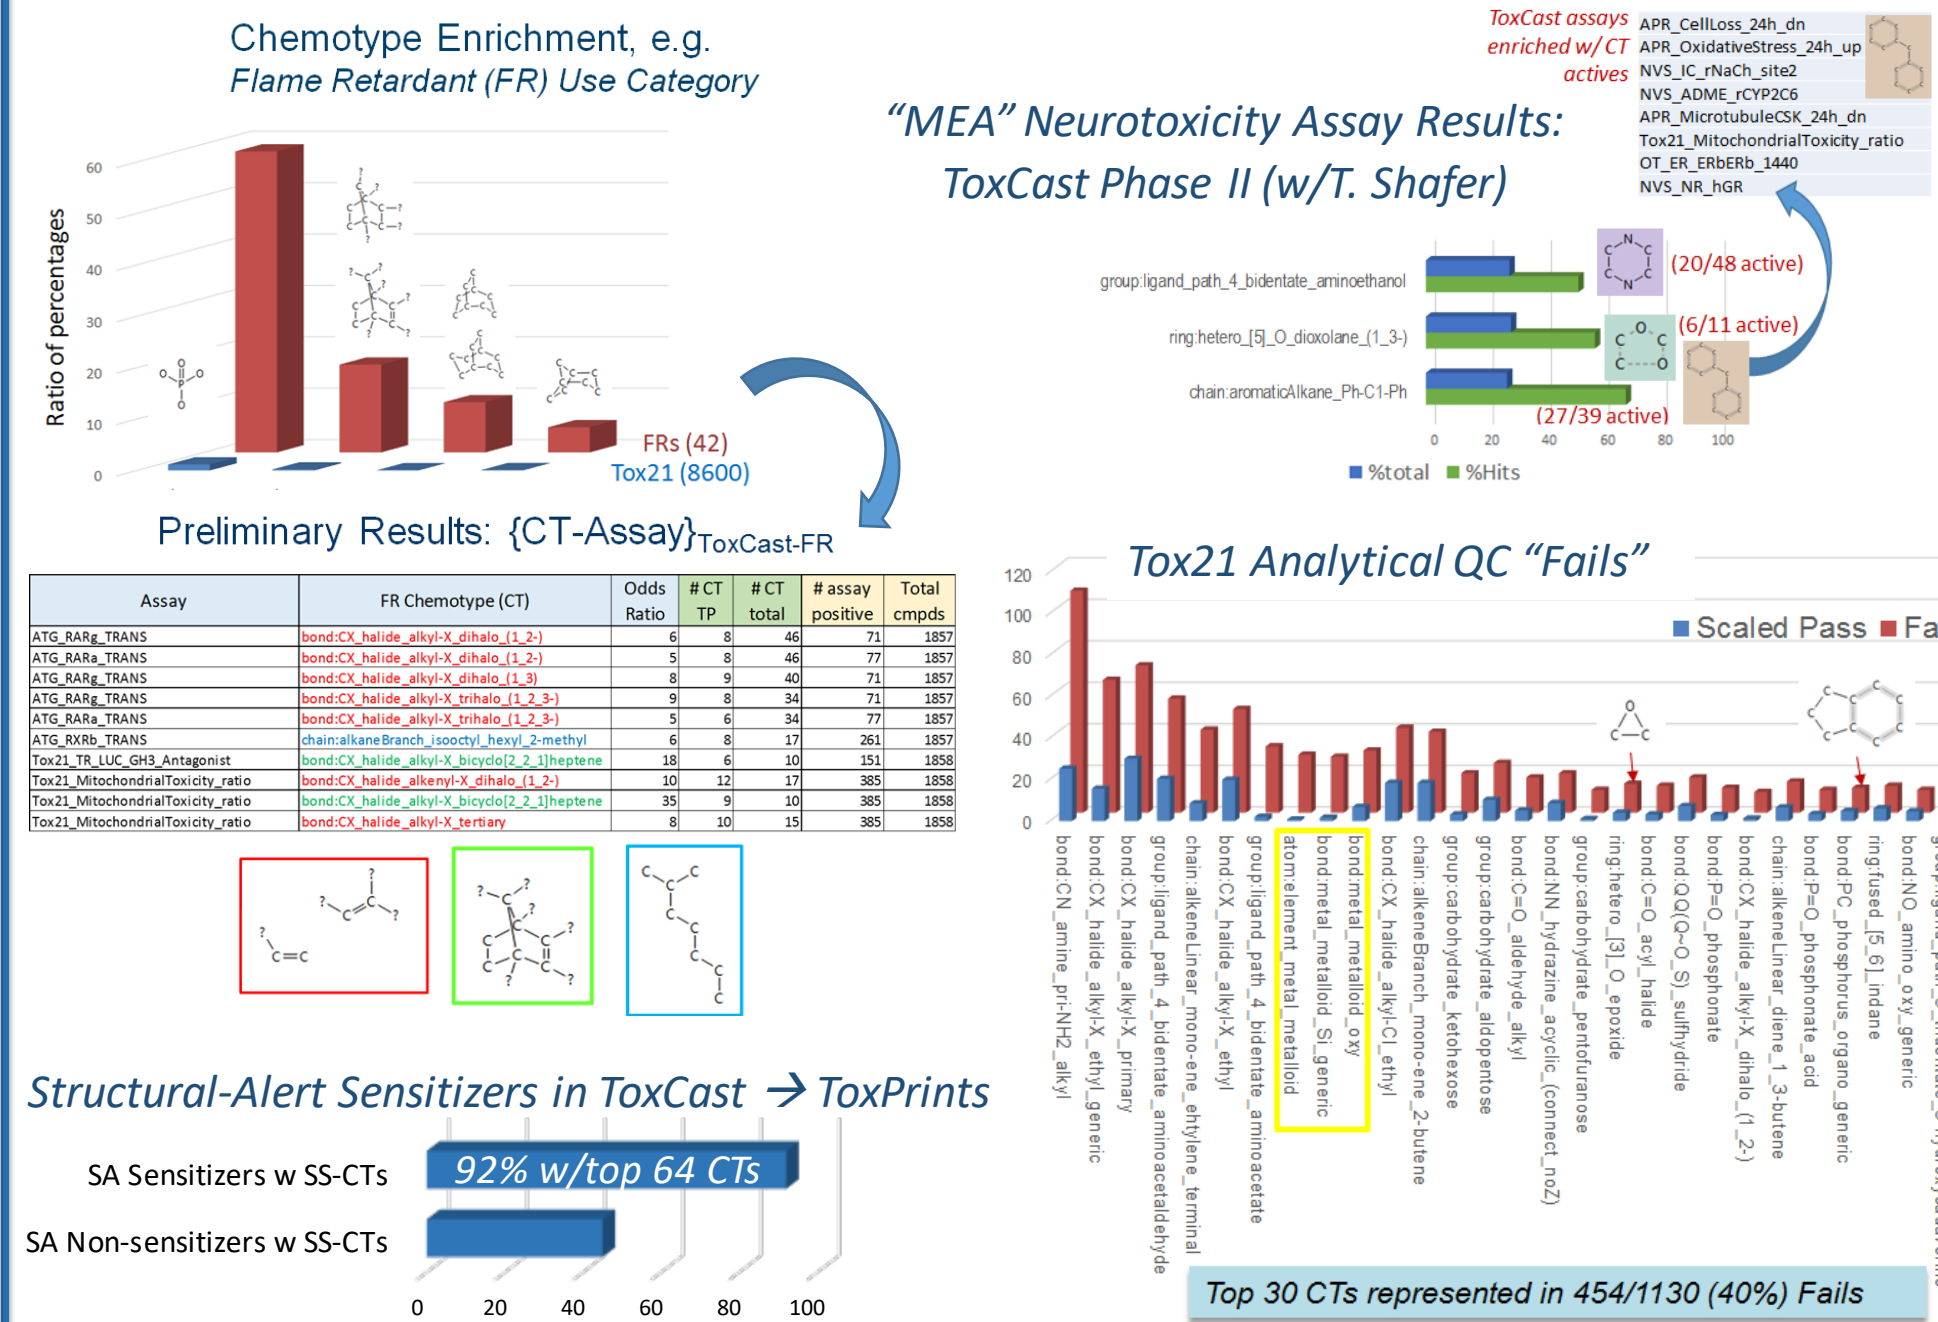 Chemotype Enrichment, e.g.
Flame Retardant (FR) Use Category
Ratio of percentages
60
50
40
30
20
10
0
FRs (42)
Tox21 (8600)
Preliminary Results: {CT-Assay}ToxCast-FR
Assay | FR Chemotype (CT) | Odds Ratio | # CT TP | # CT total | # assay positive | Total cmpds
ATG_RARg_TRANS | bond:CX_halide_alkyl-X_dihalo_(1_2-) | 6 | 8 | 46 | 71 | 1857
ATG_RARa_TRANS | bond:CX_halide_alkyl-X_dihalo_(1_2-) | 5 | 8 | 46 | 77 | 1857
ATG_RARg_TRANS | bond:CX_halide_alkyl-X_dihalo_(1_3) | 8 | 9 | 40 | 71 | 1857
ATG_RARg_TRANS | bond:CX_halide_alkyl-X_trihalo_(1_2_3-) | 9 | 8 | 34 | 71 | 1857
ATG_RARa_TRANS | bond:CX_halide_alkyl-X_trihalo_(1_2_3-) | 5 | 6 | 34 | 77 | 1857
ATG_RXRb_TRANS | chain:alkaneBranch_isooctyl_hexyl_2-methyl | 6 | 8 | 17 | 261 | 1857
Tox21_TR_LUC_GH3_Antagonist | bond:CX_halide_alkyl-X_bicyclo[2_2_1]heptene | 18 | 6 | 10 | 151 | 1858
Tox21_MitochondrialToxicity_ratio | bond:CX_halide_alkenyl-X_dihalo_(1_2-) | 10 | 12 | 17 | 385 | 1858
Tox21_MitochondrialToxicity_ratio | bond:CX_halide_alkyl-X_bicyclo[2_2_1]heptene | 35 | 9 | 10 | 385 | 1858
Tox21_MitochondrialToxicity_ratio | bond:CX_halide_alkyl-X_tertiary | 8 | 10 | 15 | 385 | 1858
Structural-Alert Sensitizers in ToxCast → ToxPrints
SA Sensitizers w SS-CTs
92% w/top 64 CTs
SA Non-sensitizers w SS-CTs
0 20 40 60 80 100
ToxCast assays
enriched w/ CT
actives
APR_CellLoss_24h_dn
APR_OxidativeStress_24h_up
NVS_IC_rNaCh_site2
NVS_ADME_rCYP2C6
APR_MicrotubuleCSK_24h_dn
Tox21_MitochondrialToxicity_ratio
OT_ER_ERbERb_1440
NVS_NR_hGR
“MEA” Neurotoxicity Assay Results:
ToxCast Phase II (w/T. Shafer)
group:ligand_path_4_bidentate_aminoethanol
(20/48 active)
ring:hetero_[5]_O_dioxolane_(1_3-)
(6/11 active)
chain:aromaticAlkane_Ph-C1-Ph
(27/39 active)
0 20 40 60 80 100
%total %Hits
Tox21 Analytical QC “Fails”
Scaled Pass Fa
120
100
80
60
40
20
0
bond:CN_amine_pri-NH2_alkyl
bond:CX_halide_alkyl-X_ethyl_generic
bond:CX_halide_alkyl-X_primary
group:ligand_path_4_bidentate_aminoacetaldehyde
chain:alkeneLinear_mono-ene_ehtylene_terminal
bond:CX_halide_alkyl-X_ethyl
group:ligand_path_4_bidentate_aminoacetate
atom:element_metal_metalloid
bond:metal_metalloid_Si_generic
bond:metal_metalloid_oxy
bond:CX_halide_alkyl-Cl_ethyl
chain:alkeneBranch_mono-ene_2-butene
group:carbohydrate_ketohexose
group:carbohydrate_aldopentose
bond:C=O_aldehyde_alkyl
bond:NN_hydrazine_acyclic_(connect_noZ)
group:carbohydrate_pentofuranose
ring:hetero_[3]_O_epoxide
bond:C=O_acyl_halide
bond:QQ(Q~O_S)_sulfhydride
bond:P=O_phosphonate
bond:CX_halide_alkyl-X_dihalo_(1_2-)
chain:alkeneLinear_diene_1_3-butene
bond:P=O_phosphonate_acid
bond:PC_phosphorus_organo_generic
ring:fused_[5_6]_indane
bond:NO_amino_oxy_generic
Top 30 CTs represented in 454/1130 (40%) Fails